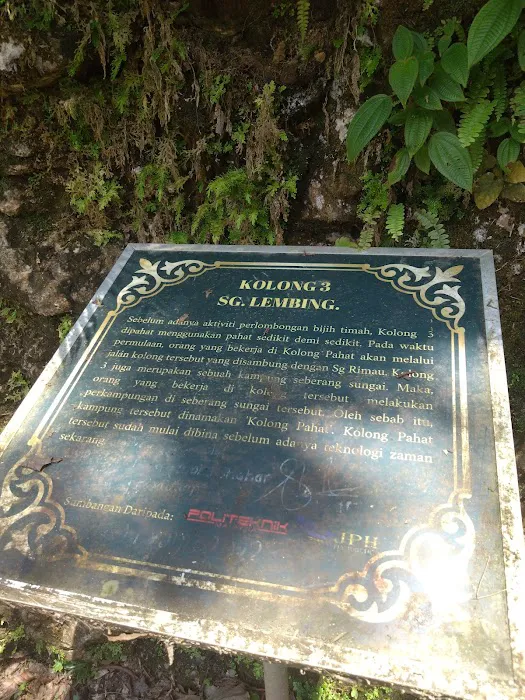 KOLONG 3
SG. LEMBING.
Sebelum adanya aktiviti perlombongan bijih timah, Kolong 3
dipahat menggunakan pahat sedikit demi sedikit. Pada waktu
permulaan, orang yang bekerja di Kolong Pahat akan melalui
jalan kolong tersebut yang disambung dengan Sg Rimau. Kolong
3 juga merupakan sebuah kampung seberang sungai. Maka,
orang yang bekerja di kolong tersebut melakukan
perkampungan di seberang sungai tersebut. Oleh sebab itu,
kampung tersebut dinamakan 'Kolong Pahat'. Kolong Pahat
tersebut sudah mulai dibina sebelum adanya teknologi zaman
sekarang.
Sumbangan Daripada: POLITEKNIK JPH